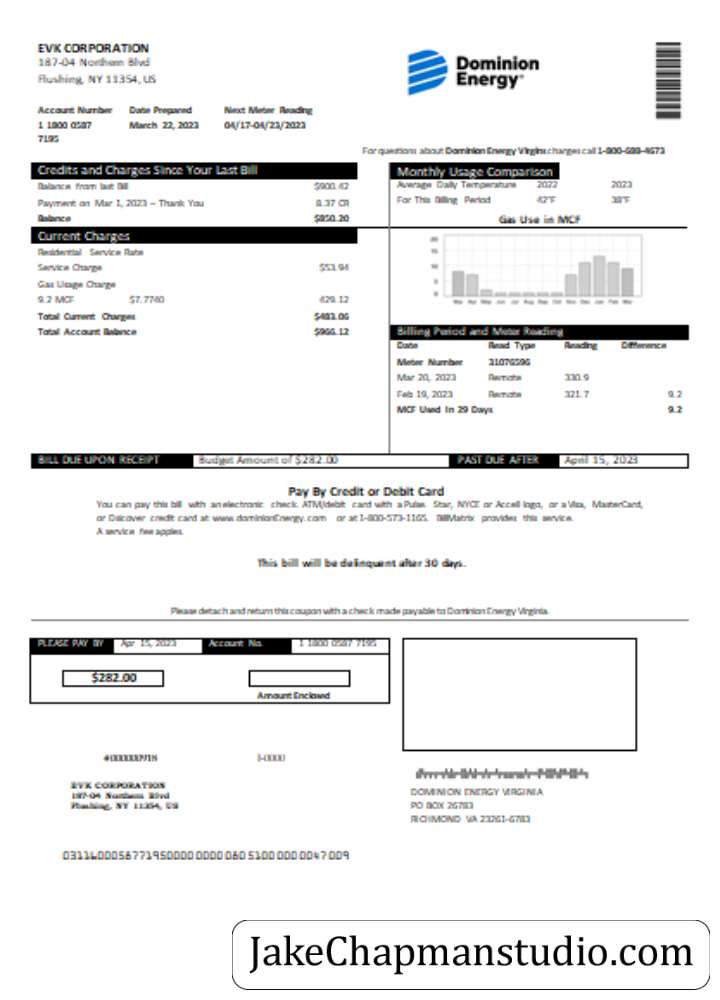 EVK CORPORATION
187-04 Northern Blvd
Flushing, NY 11354, US
Dominion
Energy®
Account Number Date Prepared Next Meter Reading
1 1800 0587 March 22, 2023 04/17-04/23/2023
7195
For questions about Dominion Energy Virginia charges call 1-800-688-4673
Credits and Charges Since Your Last Bill
Balance from last Bill $900.42
Payment on Mar 1, 2023 – Thank You 8.37 CR
Balance $850.20
Current Charges
Residential Service Rate
Service Charge $53.94
Gas Usage Charge
9.2 MCF $7.7740 429.12
Total Current Charges $483.06
Total Account Balance $966.12
Monthly Usage Comparison
Average Daily Temperature 2022 2023
For This Billing Period 42°F 38°F
Gas Use in MCF
20
15
10
5
0
Mar Apr May Jun Jul Aug Sep Oct Nov Dec Jan Feb Mar
Billing Period and Meter Reading
Date Read Type Reading Difference
Meter Number 31076596
Mar 20, 2023 Remote 330.9
Feb 19, 2023 Remote 321.7 9.2
MCF Used In 29 Days 9.2
BILL DUE UPON RECEIPT Budget Amount of $282.00 PAST DUE AFTER April 15, 2023
Pay By Credit or Debit Card
You can pay this bill with an electronic check. ATM/debit card with a Pulse. Star, NYCE or Accell logo, or a Visa, MasterCard,
or Discover credit card at www.dominionEnergy.com or at 1-800-573-1165. BillMatrix provides this service.
A service fee applies.
This bill will be delinquent after 30 days.
Please detach and return this coupon with a check made payable to Dominion Energy Virginia.
PLEASE PAY BY Apr 15, 2023 Account No. 1 1800 0587 7195
$282.00
Amount Enclosed
EVK CORPORATION
187-04 Northern Blvd
Flushing, NY 11354, US
DOMINION ENERGY VIRGINIA
PO BOX 26783
RICHMOND VA 23261-6783
JakeChapmanstudio.com